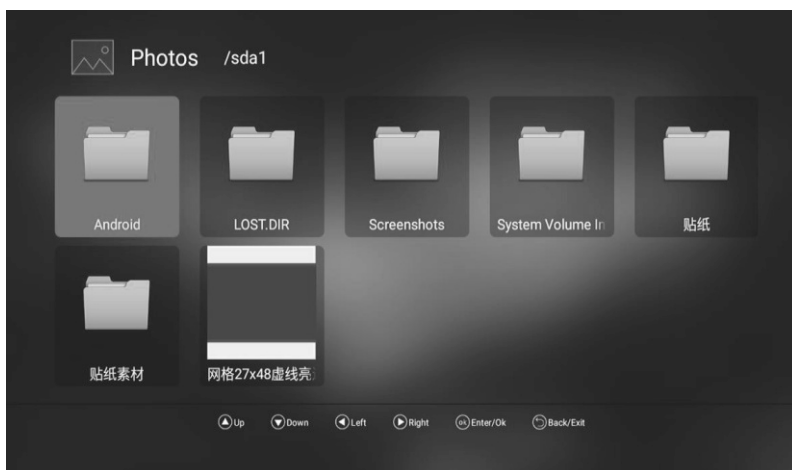 Photos /sda1
Android
LOST.DIR
Screenshots
System Volume In
贴纸
贴纸素材
网格27x48虚线亮
Up Down Left Right ok Enter/Ok Back/Exit